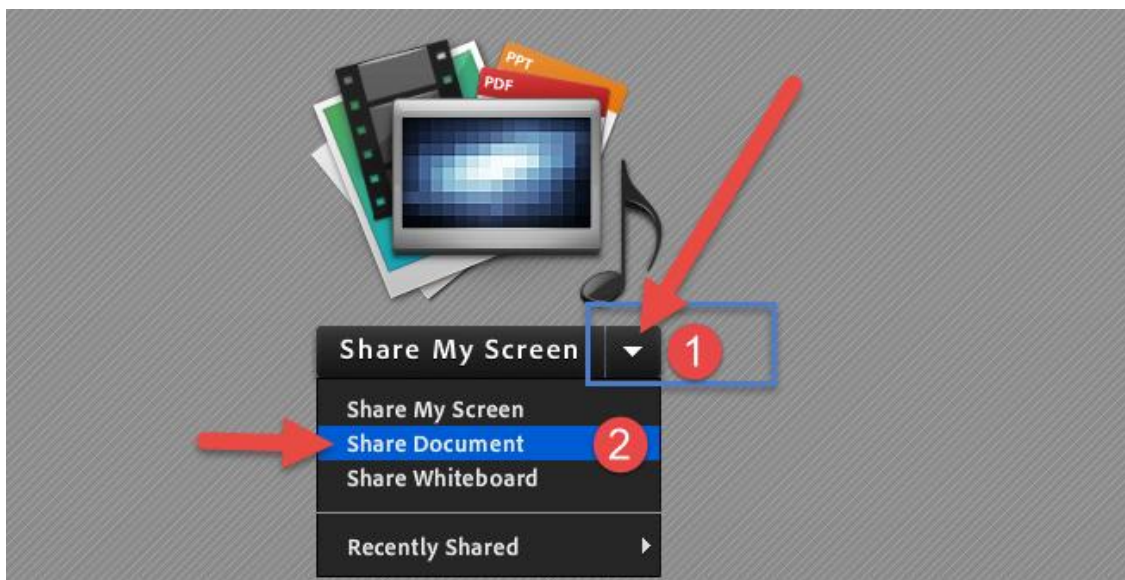 PPT
PDF
Share My Screen
1
Share My Screen
Share Document
2
Share Whiteboard
Recently Shared